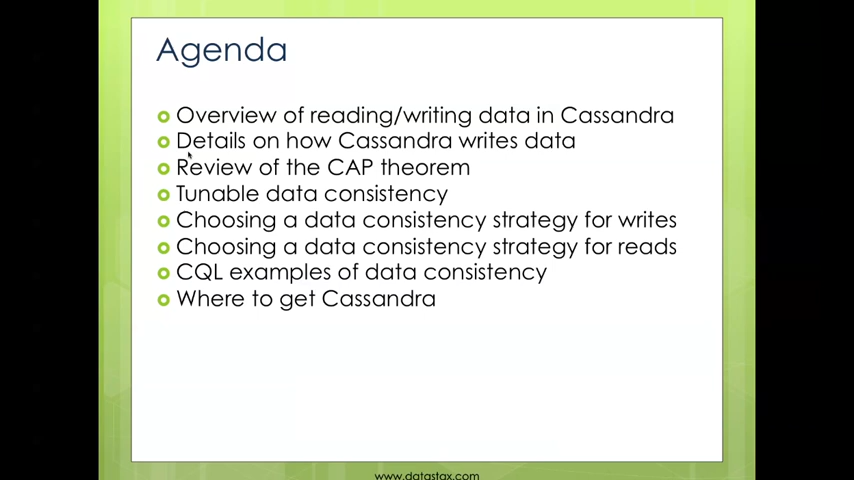 Agenda
Overview of reading/writing data in Cassandra
Details on how Cassandra writes data
Review of the CAP theorem
Tunable data consistency
Choosing a data consistency strategy for writes
Choosing a data consistency strategy for reads
CQL examples of data consistency
Where to get Cassandra
www.datastax.com